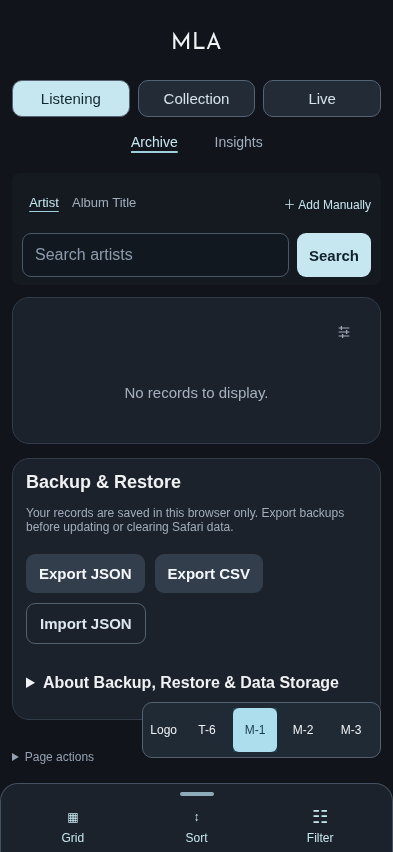 MLA
Listening Collection Live
Archive Insights
Artist Album Title + Add Manually
Search artists Search
No records to display.
Backup & Restore
Your records are saved in this browser only. Export backups
before updating or clearing Safari data.
Export JSON Export CSV
Import JSON
About Backup, Restore & Data Storage
Logo T-6 M-1 M-2 M-3
Page actions
Grid Sort Filter